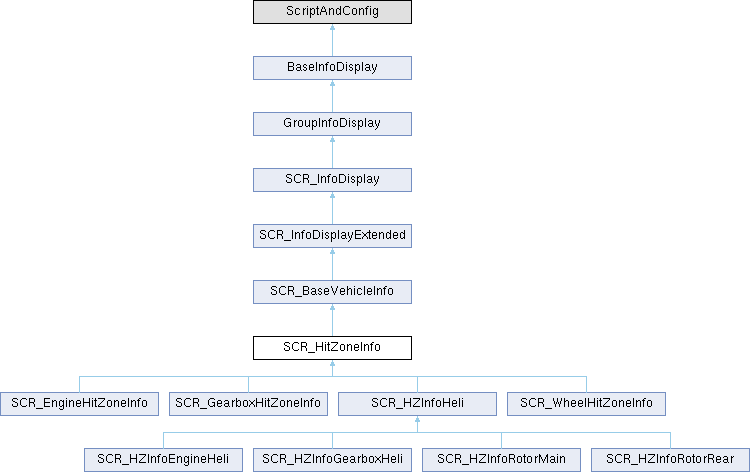 ScriptAndConfig
BaseInfoDisplay
GroupInfoDisplay
SCR_InfoDisplay
SCR_InfoDisplayExtended
SCR_BaseVehicleInfo
SCR_HitZoneInfo
SCR_EngineHitZoneInfo
SCR_GearboxHitZoneInfo
SCR_HZInfoHeli
SCR_WheelHitZoneInfo
SCR_HZInfoEngineHeli
SCR_HZInfoGearboxHeli
SCR_HZInfoRotorMain
SCR_HZInfoRotorRear